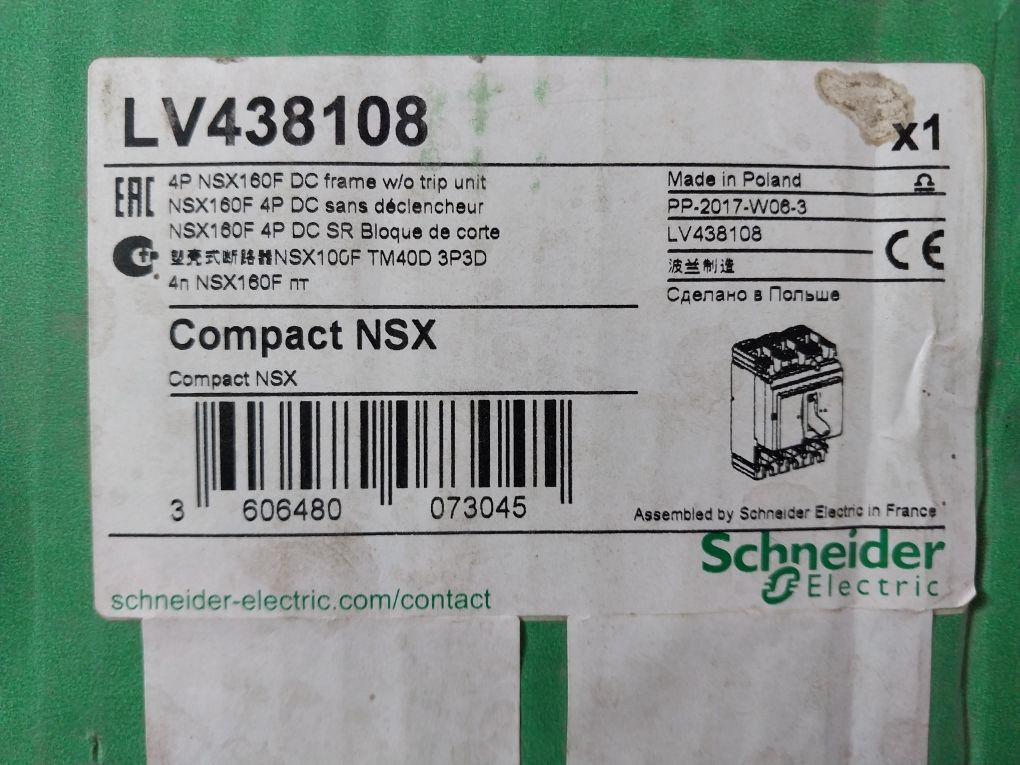 LV438108
x1
EAC
4P NSX160F DC frame w/o trip unit
NSX160F 4P DC sans déclencheur
NSX160F 4P DC SR Bloque de corte
塑壳式断路器NSX100F TM40D 3P3D
4п NSX160F пт
Made in Poland
PP-2017-W06-3
LV438108
波兰制造
Сделано в Польше
CE
Compact NSX
Compact NSX
3 606480 073045
Assembled by Schneider Electric in France
Schneider
Electric
schneider-electric.com/contact